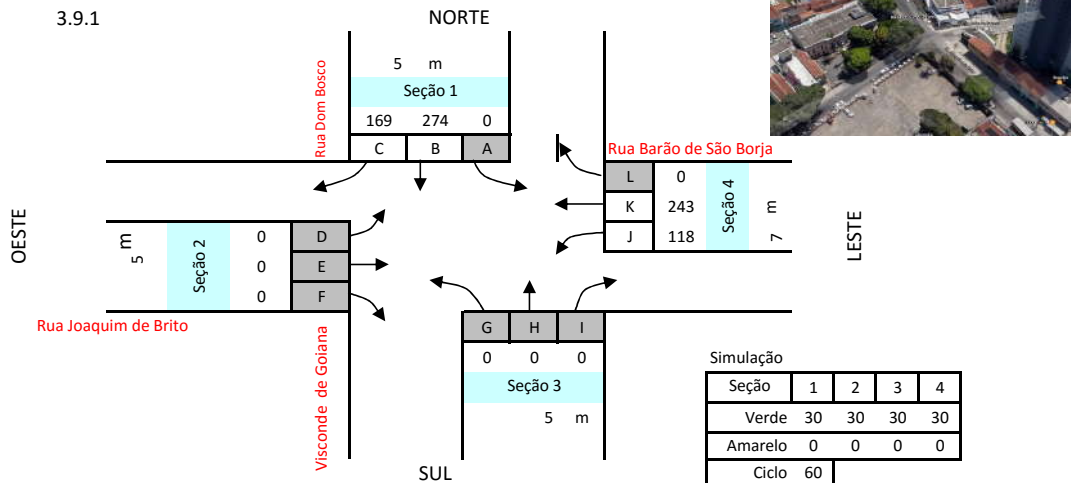 3.9.1
NORTE
Rua Dom Bosco
5 m
Seção 1
169 274 0
C B A
Rua Barão de São Borja
L 0
K 243
J 118
Seção 4
7 m
LESTE
OESTE
5 m
Seção 2
0 D
0 E
0 F
Rua Joaquim de Brito
Visconde de Goiana
G H I
0 0 0
Seção 3
5 m
SUL
Simulação
Seção 1 2 3 4
Verde 30 30 30 30
Amarelo 0 0 0 0
Ciclo 60